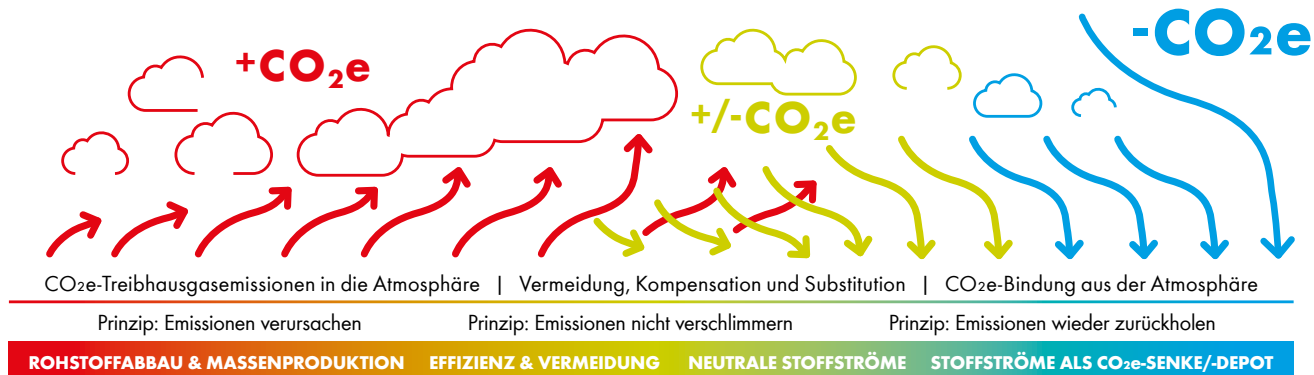 +CO₂e
+/-CO₂e
-CO₂e
CO₂e-Treibhausgasemissionen in die Atmosphäre | Vermeidung, Kompensation und Substitution | CO₂e-Bindung aus der Atmosphäre
Prinzip: Emissionen verursachen Prinzip: Emissionen nicht verschlimmern Prinzip: Emissionen wieder zurückholen
ROHSTOFFABBAU & MASSENPRODUKTION EFFIZIENZ & VERMEIDUNG NEUTRALE STOFFSTRÖME STOFFSTRÖME ALS CO₂e-SENKE/-DEPOT